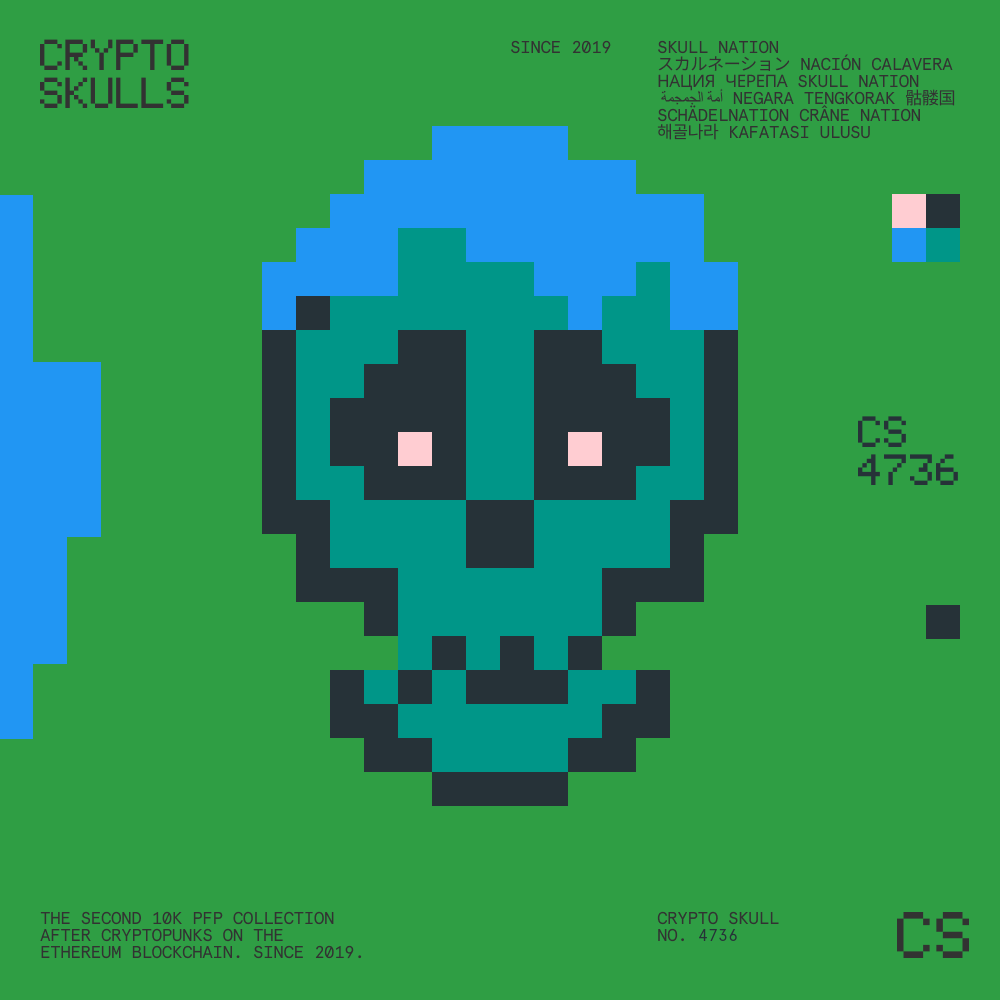 CRYPTO
SKULLS
SINCE 2019
SKULL NATION
スカルネーション NACIÓN CALAVERA
НАЦИЯ ЧЕРЕПА SKULL NATION
أمة الجمجمة NEGARA TENGKORAK 骷髅国
SCHÄDELNATION CRÂNE NATION
해골나라 KAFATASI ULUSU
CS
4736
THE SECOND 10K PFP COLLECTION
AFTER CRYPTOPUNKS ON THE
ETHEREUM BLOCKCHAIN. SINCE 2019.
CRYPTO SKULL
NO. 4736
CS